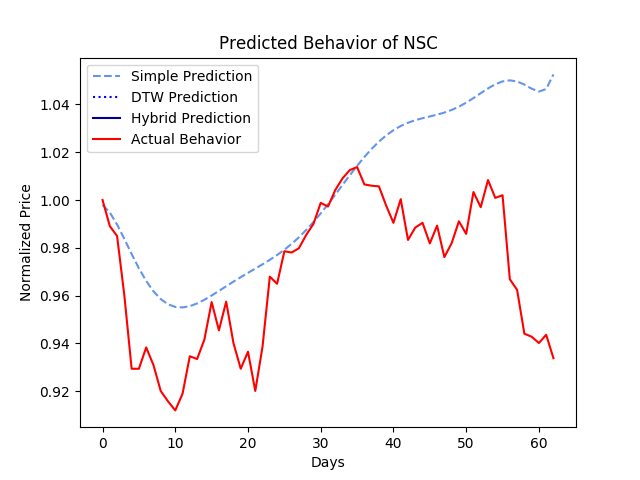 Predicted Behavior of NSC
Simple Prediction
DTW Prediction
Hybrid Prediction
Actual Behavior
Normalized Price
1.04
1.02
1.00
0.98
0.96
0.94
0.92
0 10 20 30 40 50 60
Days